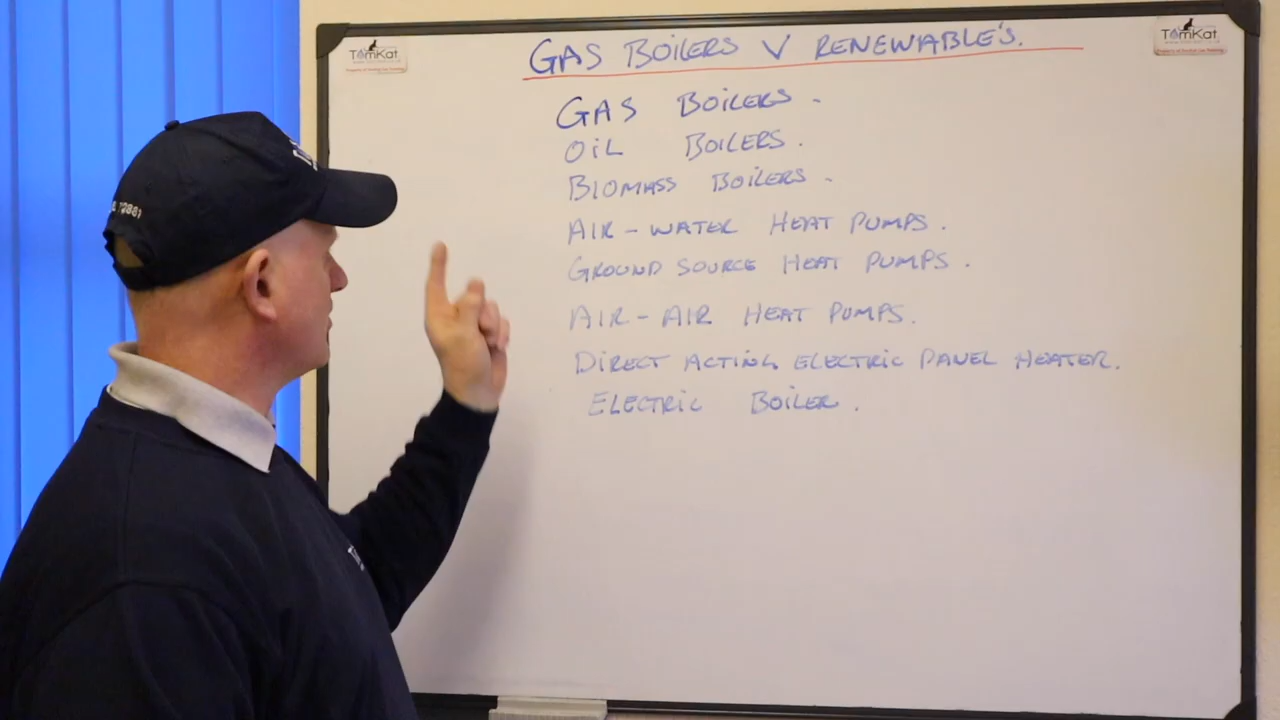 TomKat
TomKat
GAS BOILERS V RENEWABLE'S.
GAS BOILERS.
OIL BOILERS.
BIOMASS BOILERS.
AIR-WATER HEAT PUMPS.
GROUND SOURCE HEAT PUMPS.
AIR-AIR HEAT PUMPS.
DIRECT ACTING ELECTRIC PANEL HEATER.
ELECTRIC BOILER.